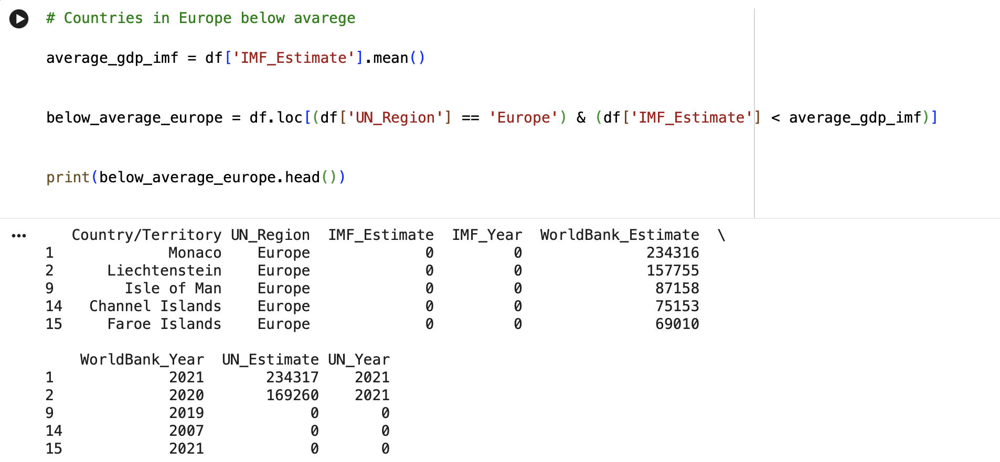 # Countries in Europe below avarege
average_gdp_imf = df['IMF_Estimate'].mean()
below_average_europe = df.loc[(df['UN_Region'] == 'Europe') & (df['IMF_Estimate'] < average_gdp_imf)]
print(below_average_europe.head())
Country/Territory UN_Region  IMF_Estimate  IMF_Year  WorldBank_Estimate  \
1             Monaco    Europe             0         0              234316
2      Liechtenstein    Europe             0         0              157755
9        Isle of Man    Europe             0         0               87158
14   Channel Islands    Europe             0         0               75153
15     Faroe Islands    Europe             0         0               69010
WorldBank_Year  UN_Estimate UN_Year
1             2021       234317    2021
2             2020       169260    2021
9             2019            0       0
14            2007            0       0
15            2021            0       0